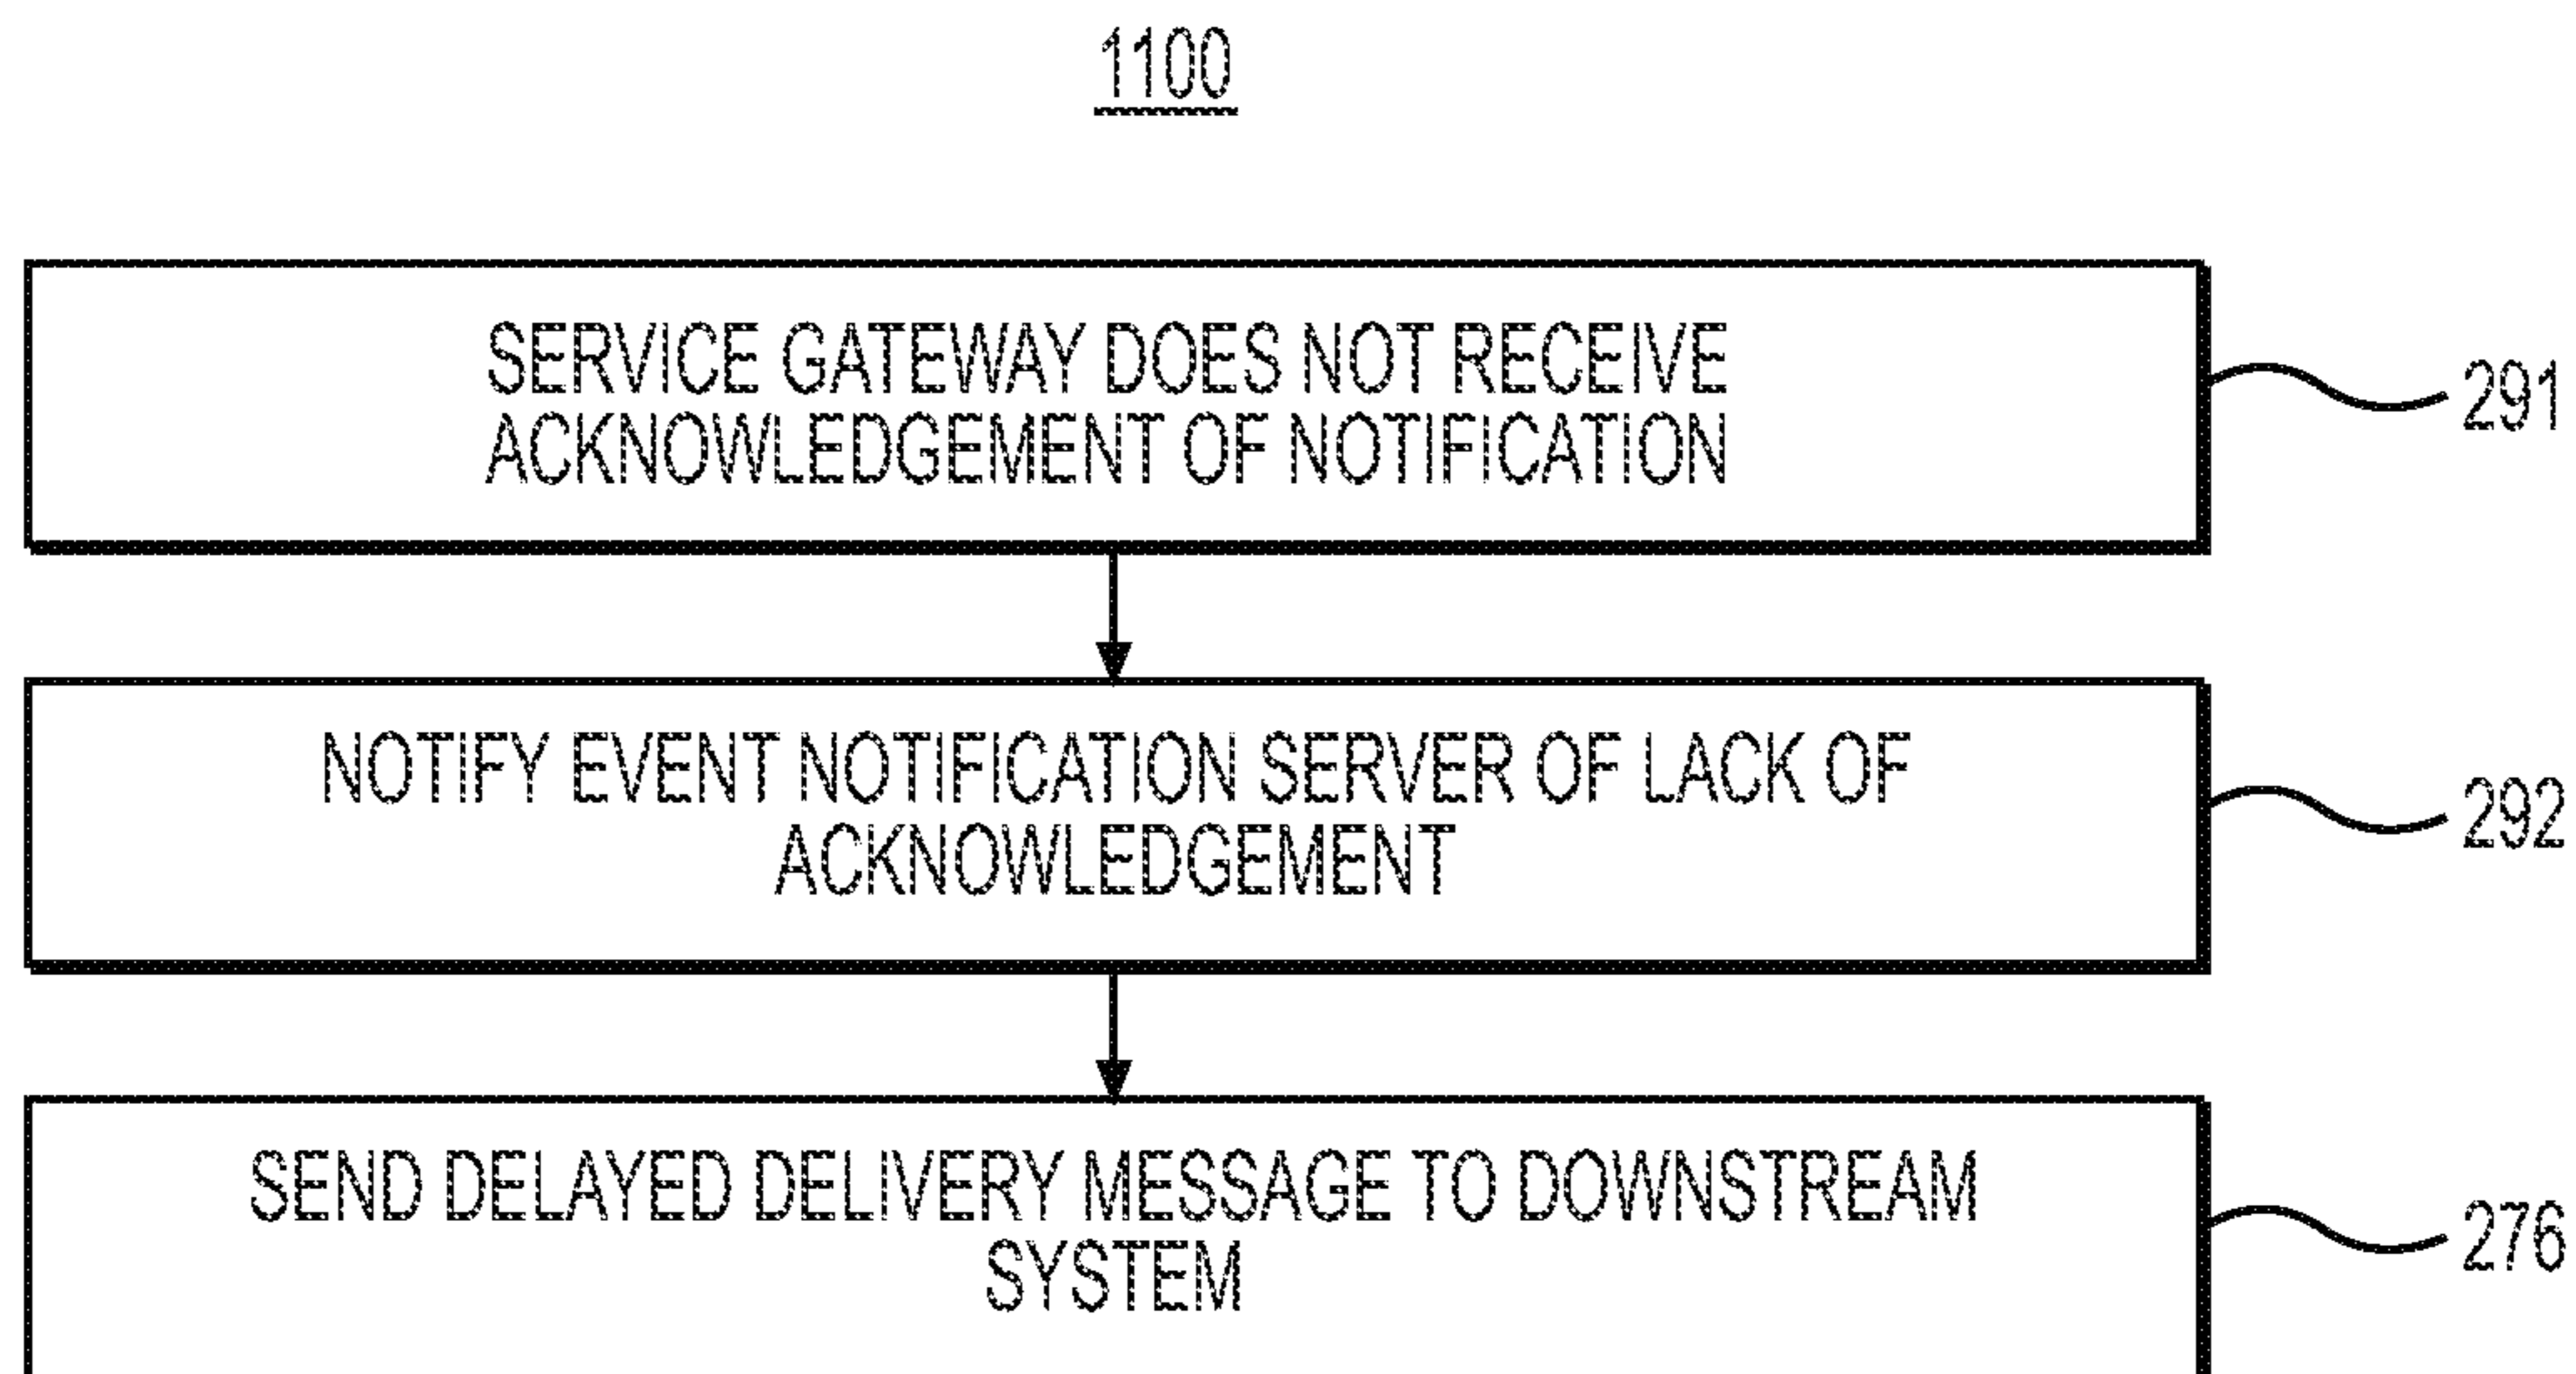 1100
SERVICE GATEWAY DOES NOT RECEIVE
ACKNOWLEDGEMENT OF NOTIFICATION
291
NOTIFY EVENT NOTIFICATION SERVER OF LACK OF
ACKNOWLEDGEMENT
292
SEND DELAYED DELIVERY MESSAGE TO DOWNSTREAM
SYSTEM
276